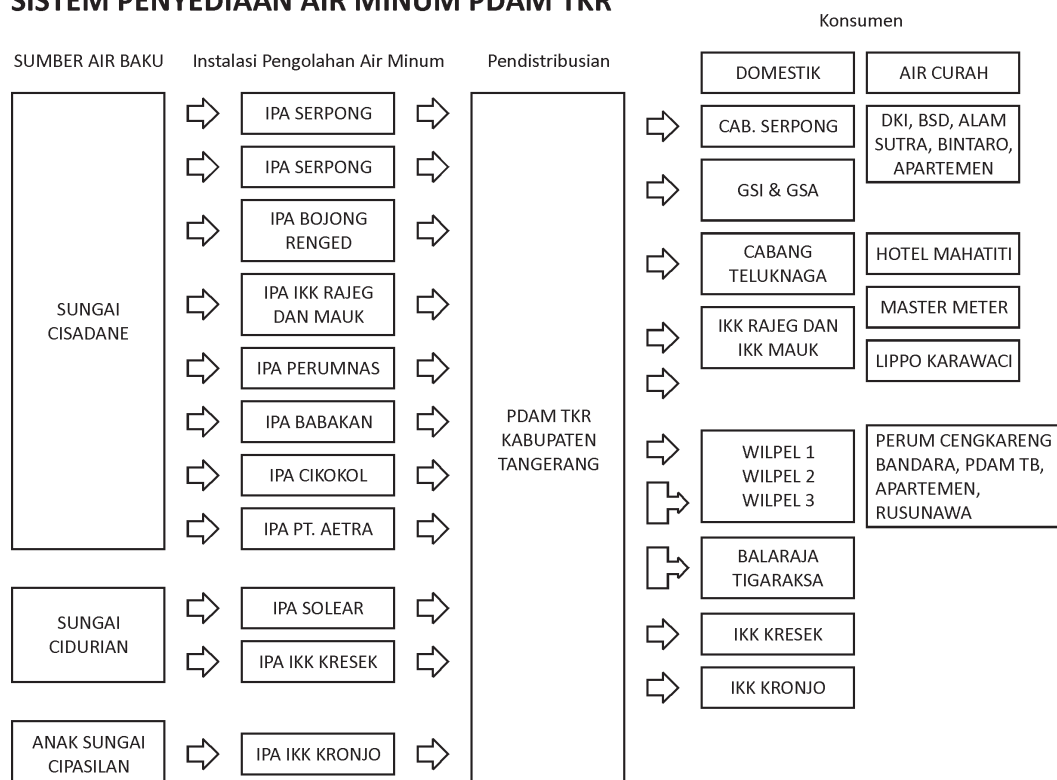 SISTEM PENYEDIAAN AIR MINUM PDAM TKR
Konsumen
SUMBER AIR BAKU
Instalasi Pengolahan Air Minum
Pendistribusian
DOMESTIK
AIR CURAH
SUNGAI
CISADANE
IPA SERPONG
IPA SERPONG
IPA BOJONG
RENGED
IPA IKK RAJEG
DAN MAUK
IPA PERUMNAS
IPA BABAKAN
IPA CIKOKOL
IPA PT. AETRA
SUNGAI
CIDURIAN
IPA SOLEAR
IPA IKK KRESEK
ANAK SUNGAI
CIPASILAN
IPA IKK KRONJO
PDAM TKR
KABUPATEN
TANGERANG
CAB. SERPONG
GSI & GSA
CABANG
TELUKNAGA
IKK RAJEG DAN
IKK MAUK
WILPEL 1
WILPEL 2
WILPEL 3
BALARAJA
TIGARAKSA
IKK KRESEK
IKK KRONJO
DKI, BSD, ALAM
SUTRA, BINTARO,
APARTEMEN
HOTEL MAHATITI
MASTER METER
LIPPO KARAWACI
PERUM CENGKARENG
BANDARA, PDAM TB,
APARTEMEN,
RUSUNAWA